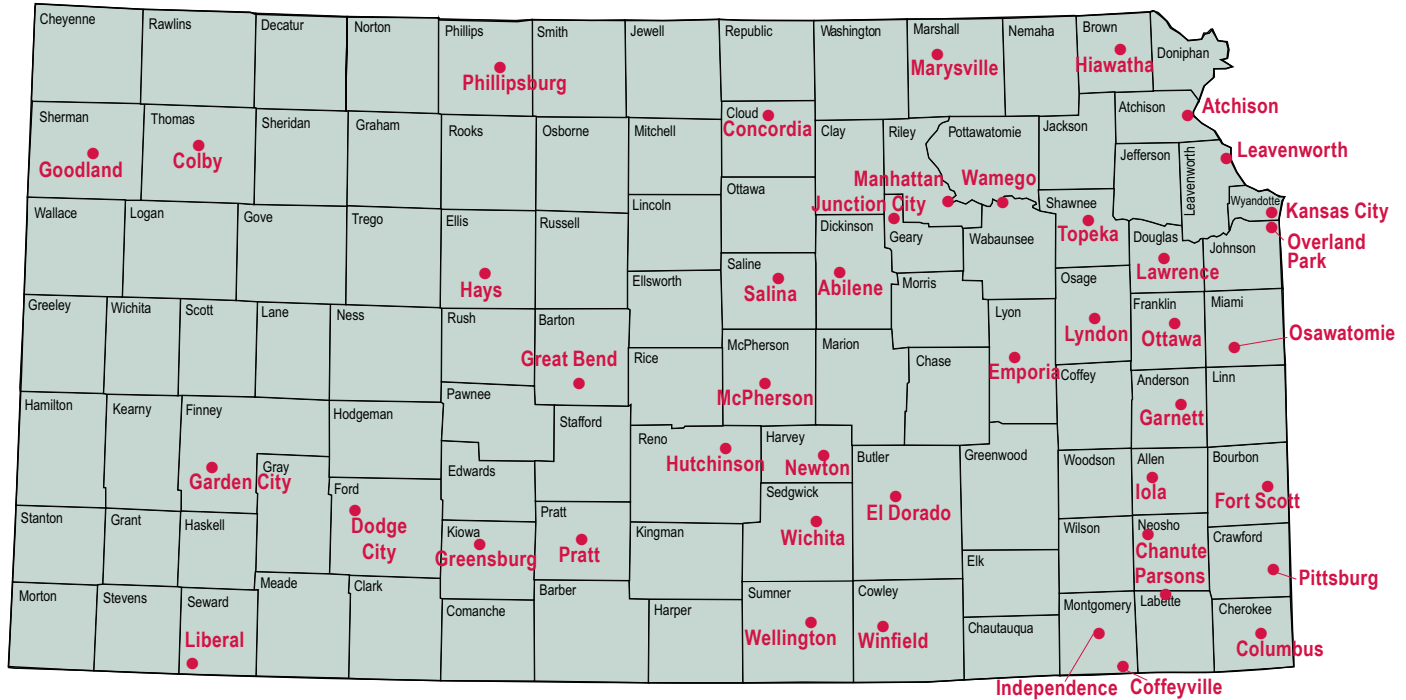 Cheyenne
Rawlins
Decatur
Norton
Phillips
Smith
Jewell
Republic
Washington
Marshall
Nemaha
Brown
Doniphan
Phillipsburg
Marysville
Hiawatha
Sherman
Thomas
Sheridan
Graham
Rooks
Osborne
Mitchell
Cloud
Concordia
Clay
Riley
Pottawatomie
Jackson
Atchison
Atchison
Goodland
Colby
Jefferson
Leavenworth
Leavenworth
Manhattan
Wamego
Ottawa
Lincoln
Junction City
Shawnee
Wyandotte
Kansas City
Wallace
Logan
Gove
Trego
Ellis
Russell
Dickinson
Geary
Wabaunsee
Topeka
Douglas
Johnson
Overland
Park
Hays
Ellsworth
Saline
Salina
Abilene
Morris
Osage
Lawrence
Greeley
Wichita
Scott
Lane
Ness
Rush
Barton
Lyon
Lyndon
Franklin
Ottawa
Miami
Osawatomie
Great Bend
Rice
McPherson
McPherson
Marion
Chase
Emporia
Coffey
Anderson
Garnett
Linn
Hamilton
Kearny
Finney
Hodgeman
Pawnee
Stafford
Reno
Hutchinson
Harvey
Newton
Butler
Greenwood
Woodson
Allen
Iola
Bourbon
Fort Scott
Garden City
Gray
Ford
Dodge
City
Edwards
Sedgwick
Wichita
El Dorado
Stanton
Grant
Haskell
Kiowa
Greensburg
Pratt
Pratt
Kingman
Elk
Wilson
Neosho
Chanute
Parsons
Crawford
Pittsburg
Morton
Stevens
Seward
Liberal
Meade
Clark
Comanche
Barber
Harper
Sumner
Wellington
Cowley
Winfield
Chautauqua
Montgomery
Labette
Cherokee
Columbus
Independence
Coffeyville